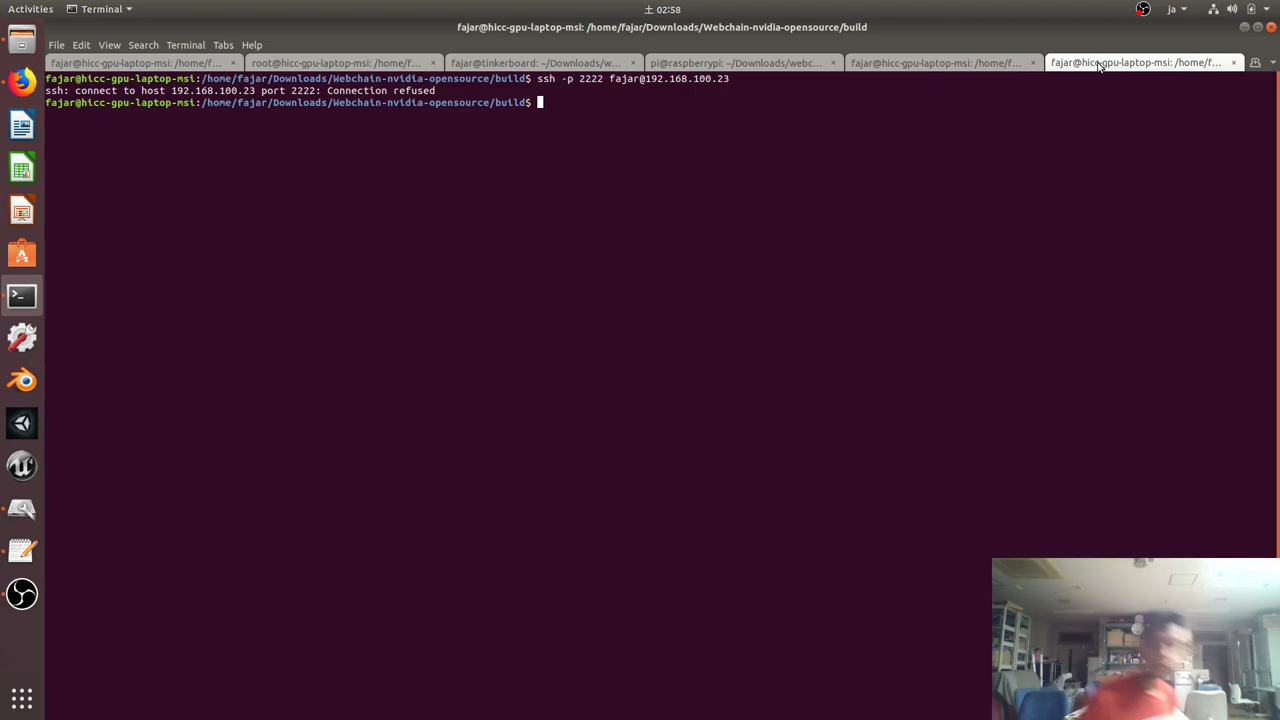 Activities
Terminal
土 02:58
ja
fajar@hicc-gpu-laptop-msi: /home/fajar/Downloads/Webchain-nvidia-opensource/build
File Edit View Search Terminal Tabs Help
fajar@hicc-gpu-laptop-msi: /home/f...
root@hicc-gpu-laptop-msi: /home/f...
fajar@tinkerboard: ~/Downloads/w...
pi@raspberrypi: ~/Downloads/webc...
fajar@hicc-gpu-laptop-msi: /home/f...
fajar@hicc-gpu-laptop-msi: /home/f...
fajar@hicc-gpu-laptop-msi:/home/fajar/Downloads/Webchain-nvidia-opensource/build$ ssh -p 2222 fajar@192.168.100.23
ssh: connect to host 192.168.100.23 port 2222: Connection refused
fajar@hicc-gpu-laptop-msi:/home/fajar/Downloads/Webchain-nvidia-opensource/build$